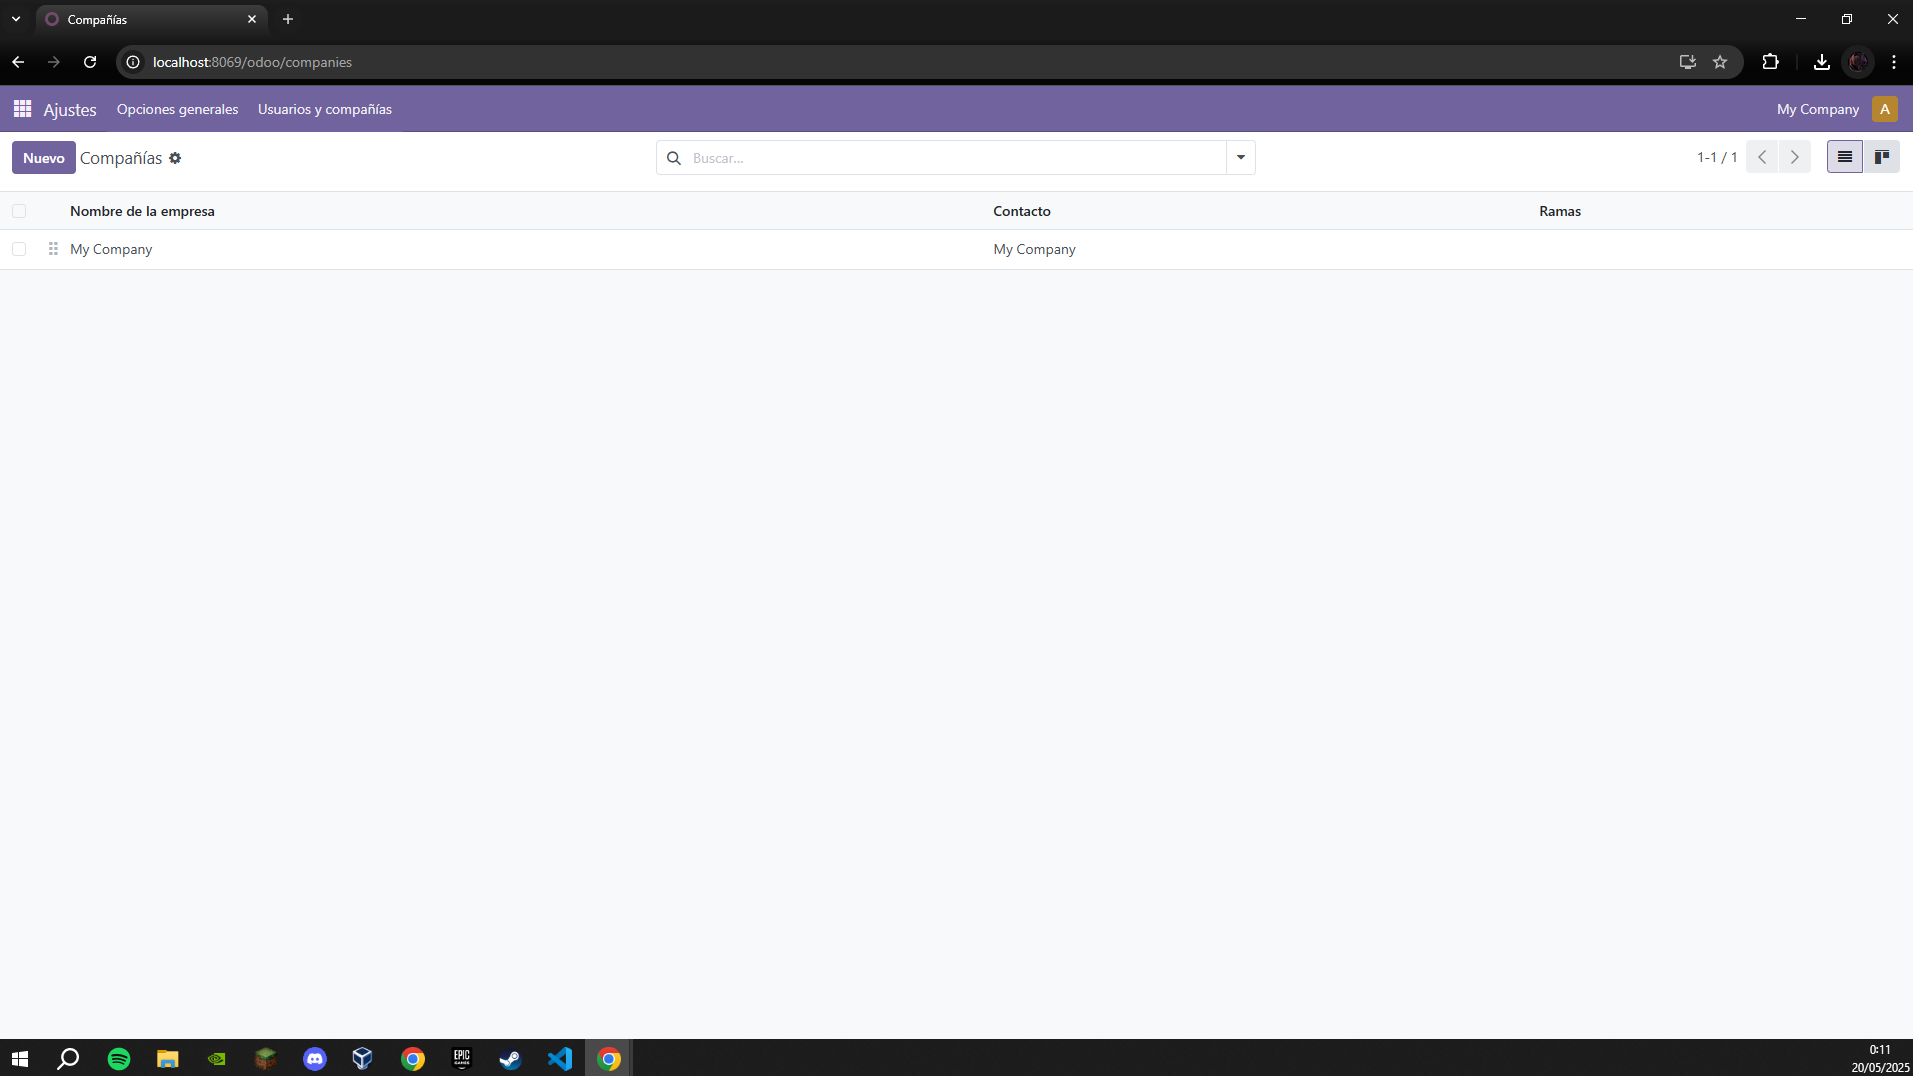 Compañías
localhost:8069/odoo/companies
Ajustes Opciones generales Usuarios y compañías My Company A
Nuevo Compañías Buscar... 1-1 / 1
Nombre de la empresa Contacto Ramas
My Company My Company
EPIC
GAMES
0:11
20/05/2025